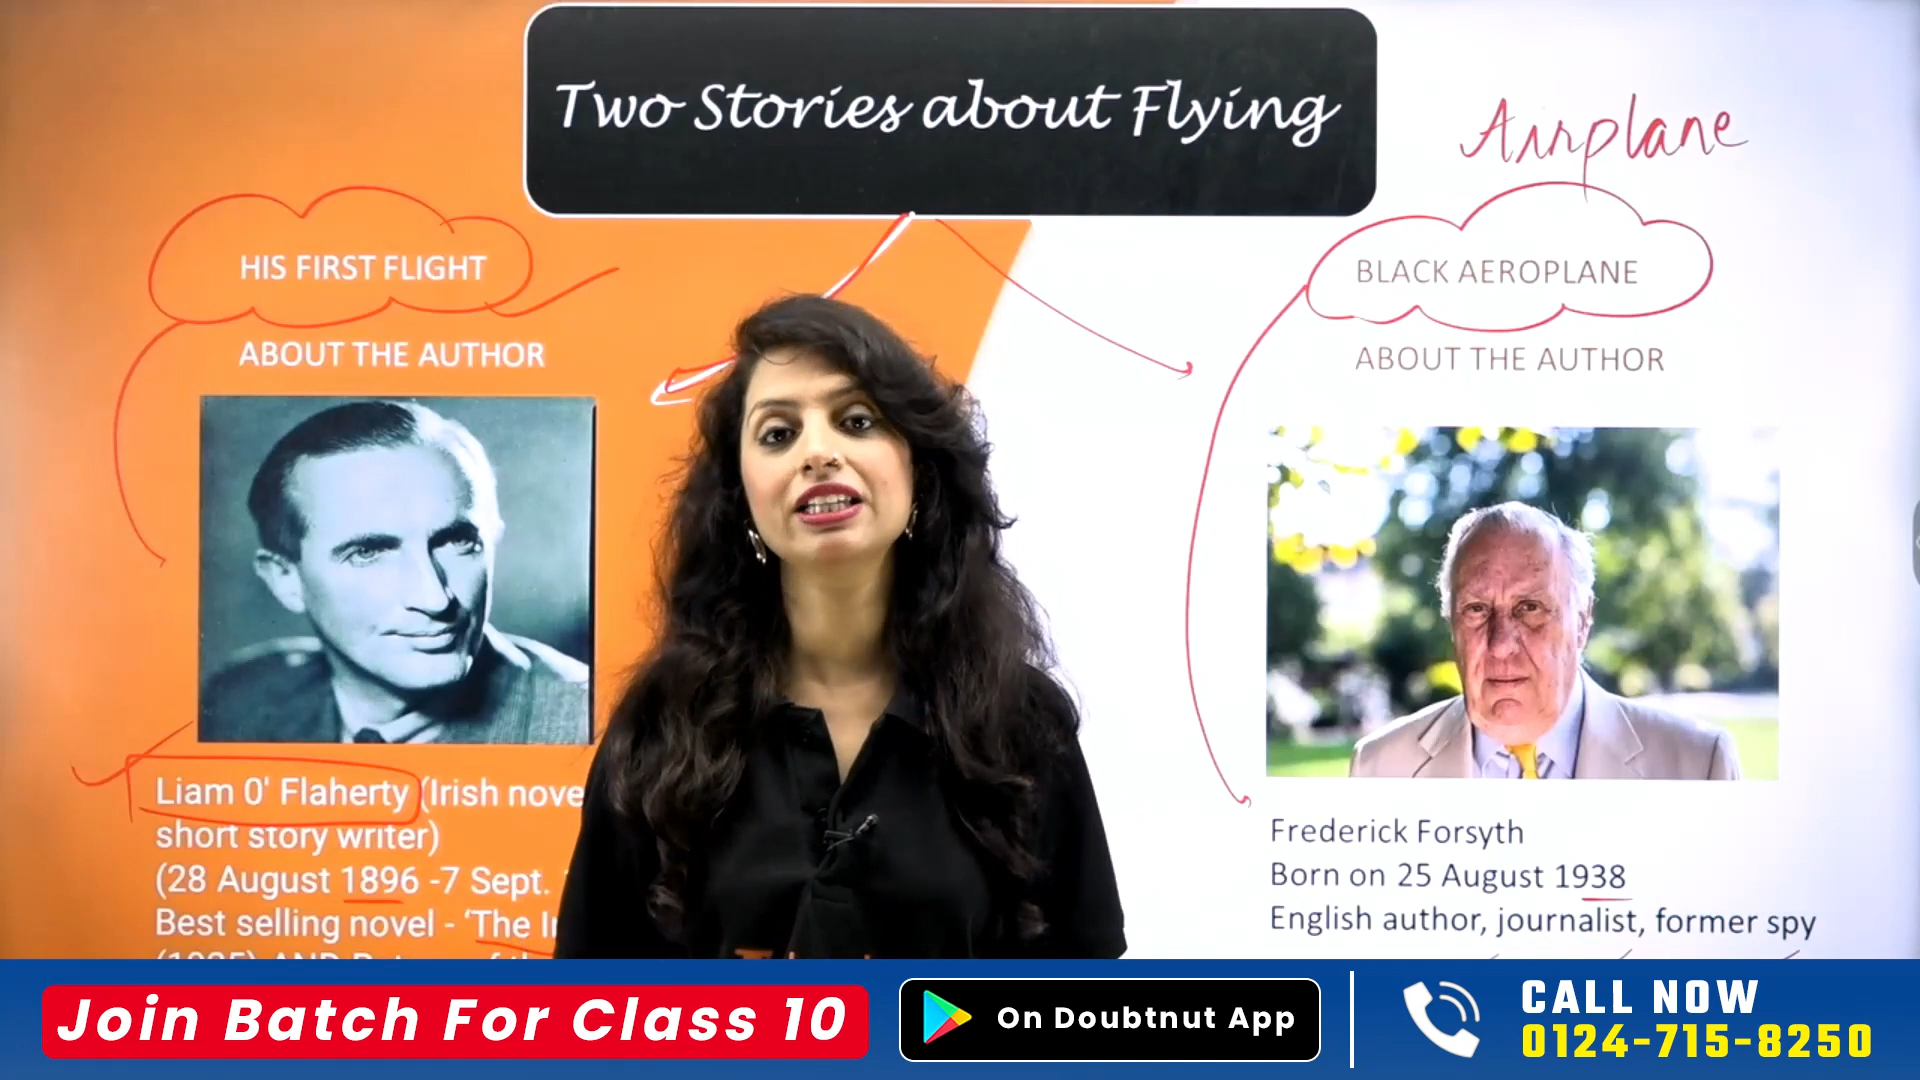 Two Stories about Flying
Airplane
HIS FIRST FLIGHT
ABOUT THE AUTHOR
Liam O' Flaherty (Irish
short story writer)
(28 August 1896 -7 Sept.
Best selling novel - ‘The
BLACK AEROPLANE
ABOUT THE AUTHOR
Frederick Forsyth
Born on 25 August 1938
English author, journalist, former spy
Join Batch For Class 10
On Doubtnut App
CALL NOW
0124-715-8250